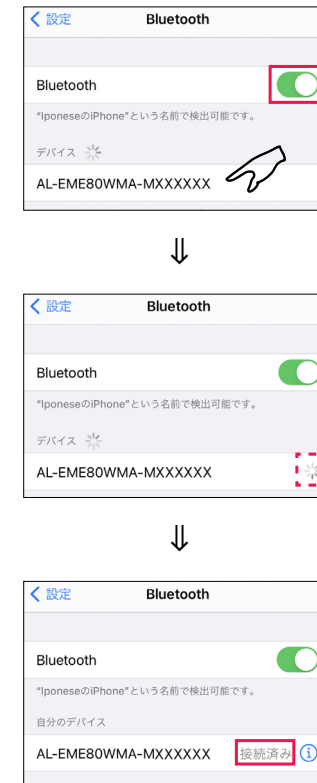 設定 Bluetooth
Bluetooth
"IponeseのiPhone"という名前で検出可能です。
デバイス
AL-EME80WMA-MXXXXXX
⇓
設定 Bluetooth
Bluetooth
"IponeseのiPhone"という名前で検出可能です。
デバイス
AL-EME80WMA-MXXXXXX
⇓
設定 Bluetooth
Bluetooth
"IponeseのiPhone"という名前で検出可能です。
自分のデバイス
AL-EME80WMA-MXXXXXX 接続済み